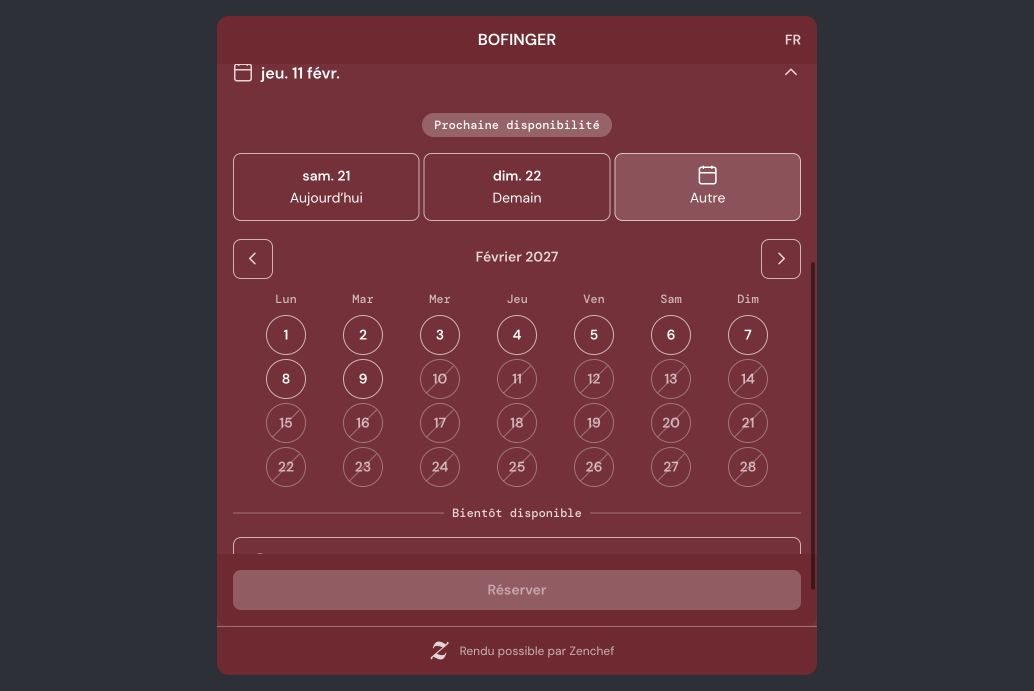 BOFINGER
FR
jeu. 11 févr.
Prochaine disponibilité
sam. 21
Aujourd'hui
dim. 22
Demain
Autre
Février 2027
Lun Mar Mer Jeu Ven Sam Dim
1 2 3 4 5 6 7
8 9 10 11 12 13 14
15 16 17 18 19 20 21
22 23 24 25 26 27 28
Bientôt disponible
Réserver
Rendu possible par Zenchef